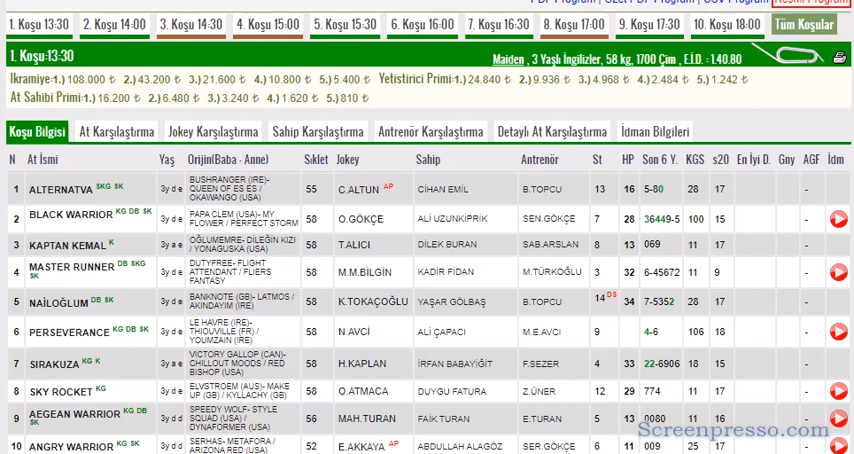 PDF Program | Özet PDF Program | CSV Program | Resmi Program
1. Koşu 13:30 2. Koşu 14:00 3. Koşu 14:30 4. Koşu 15:00 5. Koşu 15:30 6. Koşu 16:00 7. Koşu 16:30 8. Koşu 17:00 9. Koşu 17:30 10. Koşu 18:00 Tüm Koşular
1. Koşu:13:30 Maiden , 3 Yaşlı İngilizler, 58 kg, 1700 Çim , E.İ.D. : 1.40.80
Ikramiye:1.) 108.000 ₺ 2.) 43.200 ₺ 3.) 21.600 ₺ 4.) 10.800 ₺ 5.) 5.400 ₺ Yetistirici Primi:1.) 24.840 ₺ 2.) 9.936 ₺ 3.) 4.968 ₺ 4.) 2.484 ₺ 5.) 1.242 ₺
At Sahibi Primi:1.) 16.200 ₺ 2.) 6.480 ₺ 3.) 3.240 ₺ 4.) 1.620 ₺ 5.) 810 ₺
Koşu Bilgisi At Karşılaştırma Jokey Karşılaştırma Sahip Karşılaştırma Antrenör Karşılaştırma Detaylı At Karşılaştırma İdman Bilgileri
N At İsmi Yaş Orijin(Baba - Anne) Sıklet Jokey Sahip Antrenör St HP Son 6 Y. KGS s20 En İyi D. Gny AGF İdm
1 ALTERNATVA SKG SK 3y d e BUSHRANGER (IRE)- QUEEN OF ES ES / OKAWANGO (USA) 55 C.ALTUN AP CİHAN EMİL B.TOPCU 13 16 5-80 28 17 -
2 BLACK WARRIOR KG DB SK 3y d e PAPA CLEM (USA)- MY FLOWER / PERFECT STORM 58 O.GÖKÇE ALİ UZUNKIPRIK SEN.GÖKÇE 7 28 36449-5 100 15 -
3 KAPTAN KEMAL K 3y a e OĞLUMEMRE- DİLEĞİN KIZI / YONAGUSKA (USA) 58 T.ALICI DİLEK BURAN SAB.ARSLAN 8 13 069 11 17 -
4 MASTER RUNNER DB SKG SK 3y d e DUTYFREE- FLIGHT ATTENDANT / FLIERS FANTASY 58 M.M.BİLGİN KADİR FİDAN M.TÜRKOĞLU 3 32 6-45672 11 9 -
5 NAİLOĞLUM DB SK 3y d e BANKNOTE (GB)- LATMOS / AKINDAYIM (IRE) 58 K.TOKAÇOĞLU YAŞAR GÖLBAŞ B.TOPCU 14 DS 34 7-5352 28 17 -
6 PERSEVERANCE KG DB SK 3y d e LE HAVRE (IRE)- THIOUVILLE (FR) / YOUMZAIN (IRE) 58 N.AVCİ ALİ ÇAPACI M.E.AVCI 9 4-6 106 18 -
7 SIRAKUZA KG K 3y a e VICTORY GALLOP (CAN)- CHILLOUT MOODS / RED BISHOP (USA) 58 H.KAPLAN İRFAN BABAYİĞİT F.SEZER 4 33 22-6906 18 15 -
8 SKY ROCKET KG 3y d e ELVSTROEM (AUS)- MAKE UP (GB) / KYLLACHY (GB) 58 O.ATMACA DUYGU FATURA Z.ÜNER 12 29 774 11 17 -
9 AEGEAN WARRIOR KG DB SK 3y d d SPEEDY WOLF- STYLE SQUAD (USA) / DYNAFORMER (USA) 56 MAH.TURAN FAİK TURAN E.TURAN 5 13 0080 11 16 -
10 ANGRY WARRIOR KG SK 3y d d SERHAS- METAFORA / ARIZONA RED (USA) 52 E.AKKAYA AP ABDULLAH ALAGÖZ SER.GÖKÇE 6 11 009 25 17 -
Screenpresso.com